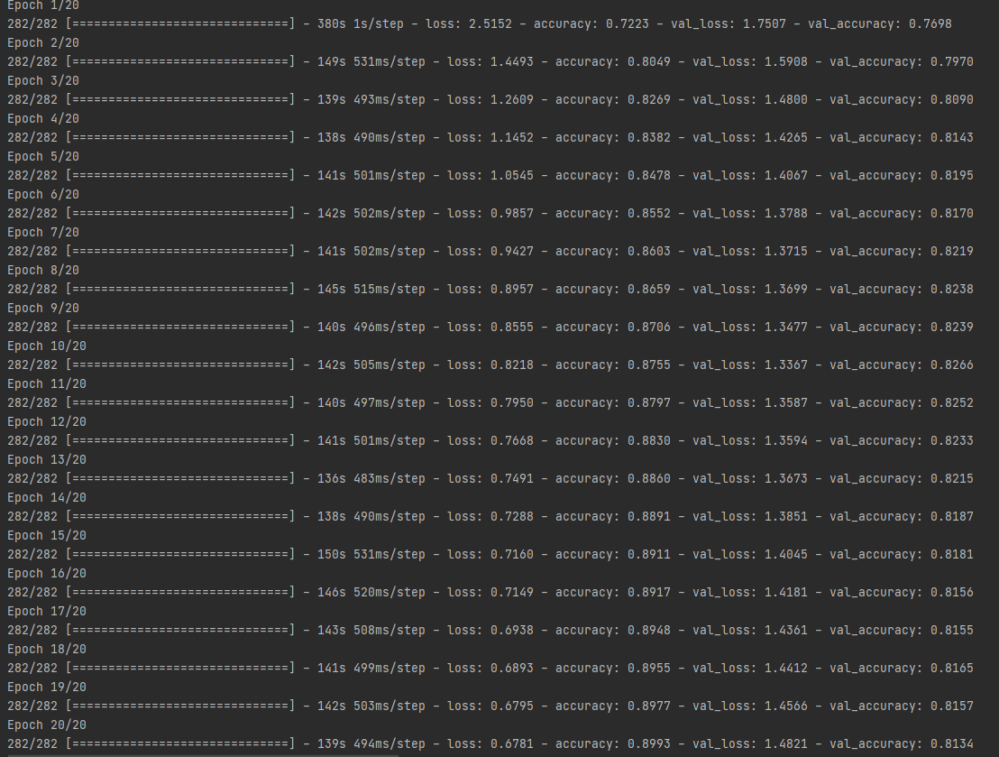 Epoch 1/20
282/282 [==============================] - 380s 1s/step - loss: 2.5152 - accuracy: 0.7223 - val_loss: 1.7507 - val_accuracy: 0.7698
Epoch 2/20
282/282 [==============================] - 149s 531ms/step - loss: 1.4493 - accuracy: 0.8049 - val_loss: 1.5908 - val_accuracy: 0.7970
Epoch 3/20
282/282 [==============================] - 139s 493ms/step - loss: 1.2609 - accuracy: 0.8269 - val_loss: 1.4800 - val_accuracy: 0.8090
Epoch 4/20
282/282 [==============================] - 138s 490ms/step - loss: 1.1452 - accuracy: 0.8382 - val_loss: 1.4265 - val_accuracy: 0.8143
Epoch 5/20
282/282 [==============================] - 141s 501ms/step - loss: 1.0545 - accuracy: 0.8478 - val_loss: 1.4067 - val_accuracy: 0.8195
Epoch 6/20
282/282 [==============================] - 142s 502ms/step - loss: 0.9857 - accuracy: 0.8552 - val_loss: 1.3788 - val_accuracy: 0.8170
Epoch 7/20
282/282 [==============================] - 141s 502ms/step - loss: 0.9427 - accuracy: 0.8603 - val_loss: 1.3715 - val_accuracy: 0.8219
Epoch 8/20
282/282 [==============================] - 145s 515ms/step - loss: 0.8957 - accuracy: 0.8659 - val_loss: 1.3699 - val_accuracy: 0.8238
Epoch 9/20
282/282 [==============================] - 140s 496ms/step - loss: 0.8555 - accuracy: 0.8706 - val_loss: 1.3477 - val_accuracy: 0.8239
Epoch 10/20
282/282 [==============================] - 142s 505ms/step - loss: 0.8218 - accuracy: 0.8755 - val_loss: 1.3367 - val_accuracy: 0.8266
Epoch 11/20
282/282 [==============================] - 140s 497ms/step - loss: 0.7950 - accuracy: 0.8797 - val_loss: 1.3587 - val_accuracy: 0.8252
Epoch 12/20
282/282 [==============================] - 141s 501ms/step - loss: 0.7668 - accuracy: 0.8830 - val_loss: 1.3594 - val_accuracy: 0.8233
Epoch 13/20
282/282 [==============================] - 136s 483ms/step - loss: 0.7491 - accuracy: 0.8860 - val_loss: 1.3673 - val_accuracy: 0.8215
Epoch 14/20
282/282 [==============================] - 138s 490ms/step - loss: 0.7288 - accuracy: 0.8891 - val_loss: 1.3851 - val_accuracy: 0.8187
Epoch 15/20
282/282 [==============================] - 150s 531ms/step - loss: 0.7160 - accuracy: 0.8911 - val_loss: 1.4045 - val_accuracy: 0.8181
Epoch 16/20
282/282 [==============================] - 146s 520ms/step - loss: 0.7149 - accuracy: 0.8917 - val_loss: 1.4181 - val_accuracy: 0.8156
Epoch 17/20
282/282 [==============================] - 143s 508ms/step - loss: 0.6938 - accuracy: 0.8948 - val_loss: 1.4361 - val_accuracy: 0.8155
Epoch 18/20
282/282 [==============================] - 141s 499ms/step - loss: 0.6893 - accuracy: 0.8955 - val_loss: 1.4412 - val_accuracy: 0.8165
Epoch 19/20
282/282 [==============================] - 142s 503ms/step - loss: 0.6795 - accuracy: 0.8977 - val_loss: 1.4566 - val_accuracy: 0.8157
Epoch 20/20
282/282 [==============================] - 139s 494ms/step - loss: 0.6781 - accuracy: 0.8993 - val_loss: 1.4821 - val_accuracy: 0.8134